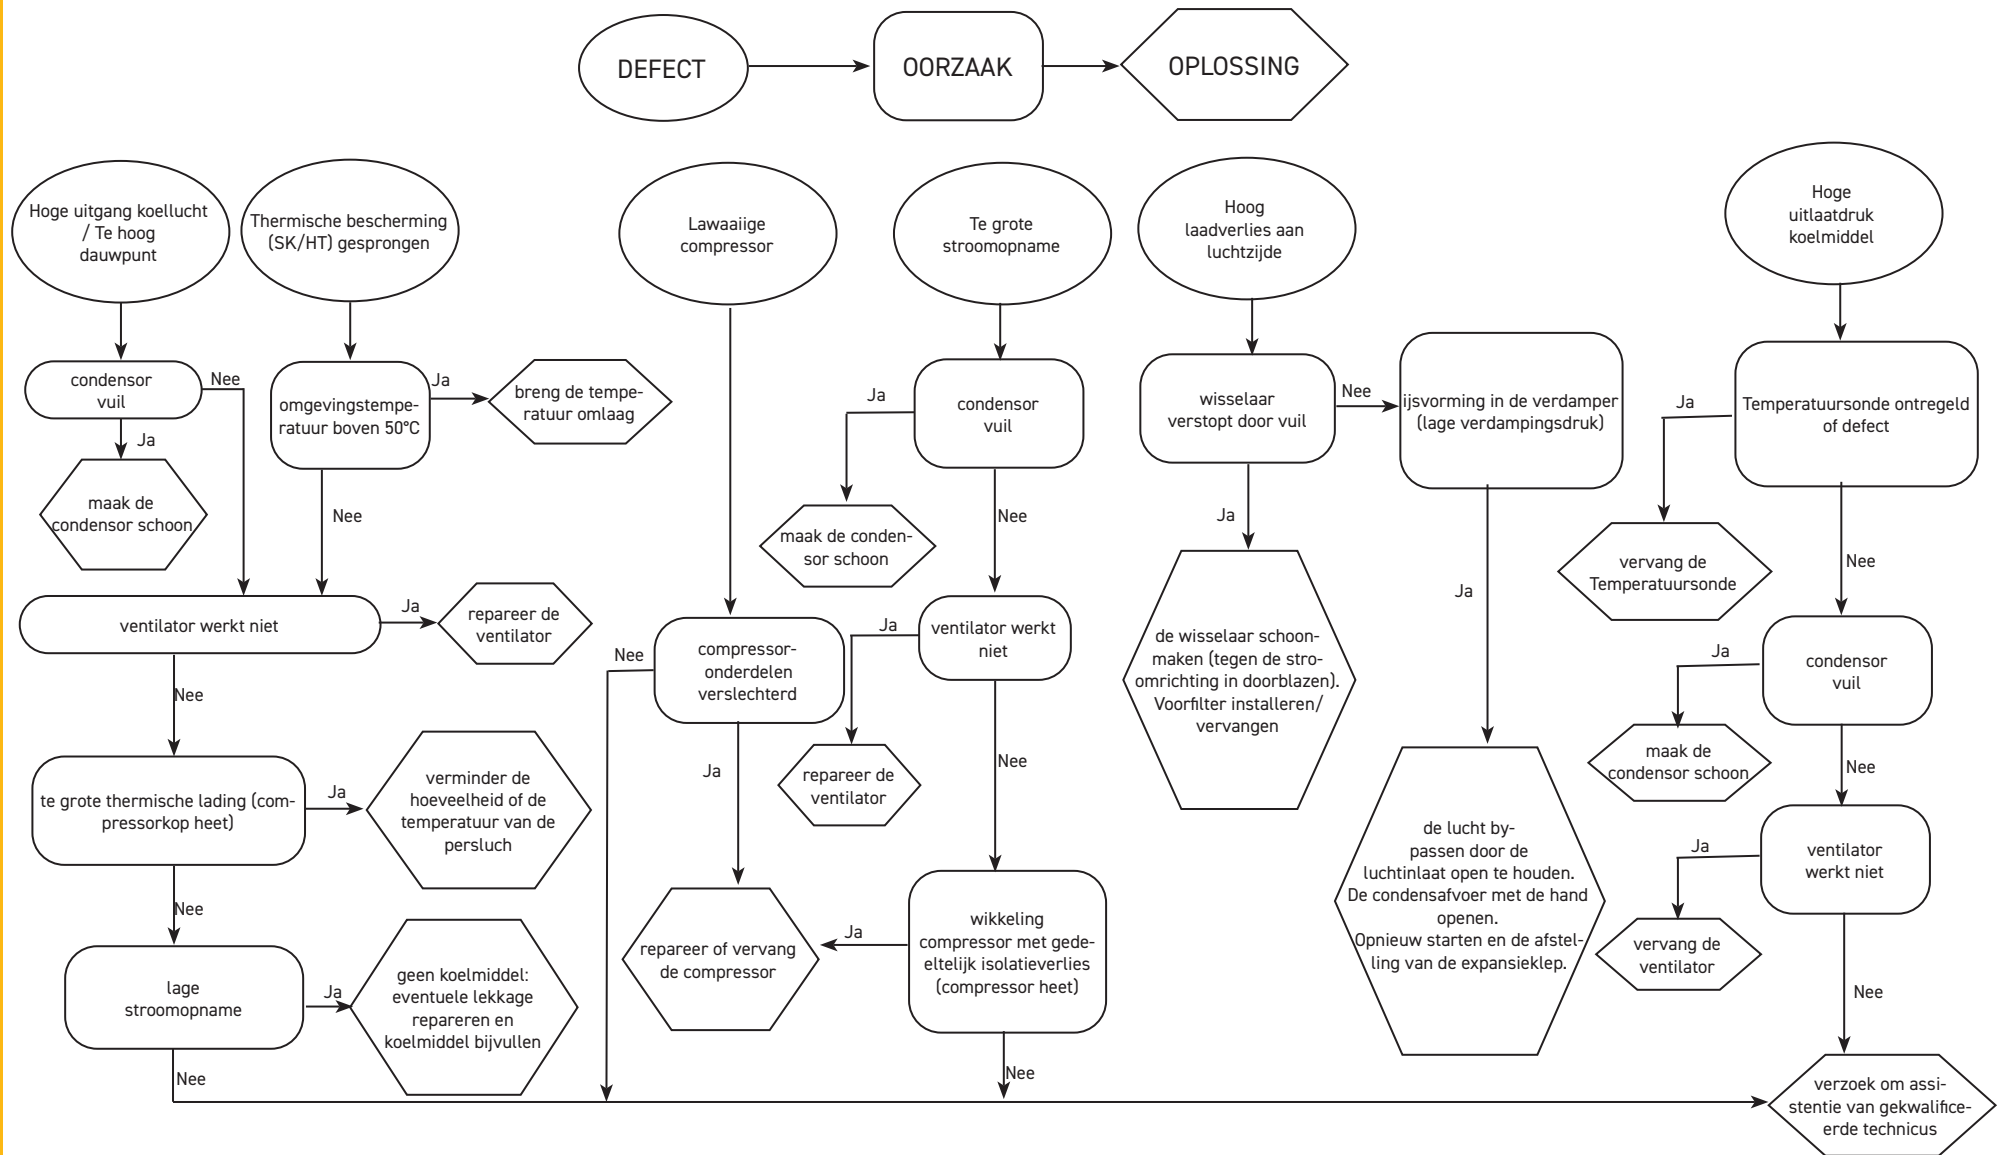 DEFECT
OORZAAK
OPLOSSING
Hoge uitgang koellucht
/ Te hoog
dauwpunt
Thermische bescherming
(SK/HT) gesprongen
Lawaaiige
compressor
Te grote
stroomopname
Hoog
laadverlies aan
luchtzijde
Hoge
uitlaatdruk
koelmiddel
condensor
vuil
Nee
Ja
maak de
condensor schoon
omgevingstempe-
ratuur boven 50°C
Ja
breng de tempe-
ratuur omlaag
Nee
ventilator werkt niet
Ja
repareer de
ventilator
Nee
te grote thermische lading (com-
pressorkop heet)
Ja
verminder de
hoeveelheid of de
temperatuur van de
persluch
Nee
lage
stroomopname
Ja
geen koelmiddel:
eventuele lekkage
repareren en
koelmiddel bijvullen
Nee
compressor-
onderdelen
verslechterd
Nee
Ja
repareer of vervang
de compressor
condensor
vuil
Ja
maak de conden-
sor schoon
Nee
ventilator werkt
niet
Ja
repareer de
ventilator
Nee
wikkeling
compressor met gede-
eltelijk isolatieverlies
(compressor heet)
Ja
Nee
wisselaar
verstopt door vuil
Nee
Ja
de wisselaar schoon-
maken (tegen de stro-
omrichting in doorblazen).
Voorfilter installeren/
vervangen
ijsvorming in de verdamper
(lage verdampingsdruk)
Ja
de lucht by-
passen door de
luchtinlaat open te houden.
De condensafvoer met de hand
openen.
Opnieuw starten en de afstel-
ling van de expansieklep.
Temperatuursonde ontregeld
of defect
Ja
vervang de
Temperatuursonde
Nee
condensor
vuil
Ja
maak de
condensor schoon
Nee
ventilator
werkt niet
Ja
vervang de
ventilator
Nee
verzoek om assi-
stentie van gekwalifice-
erde technicus